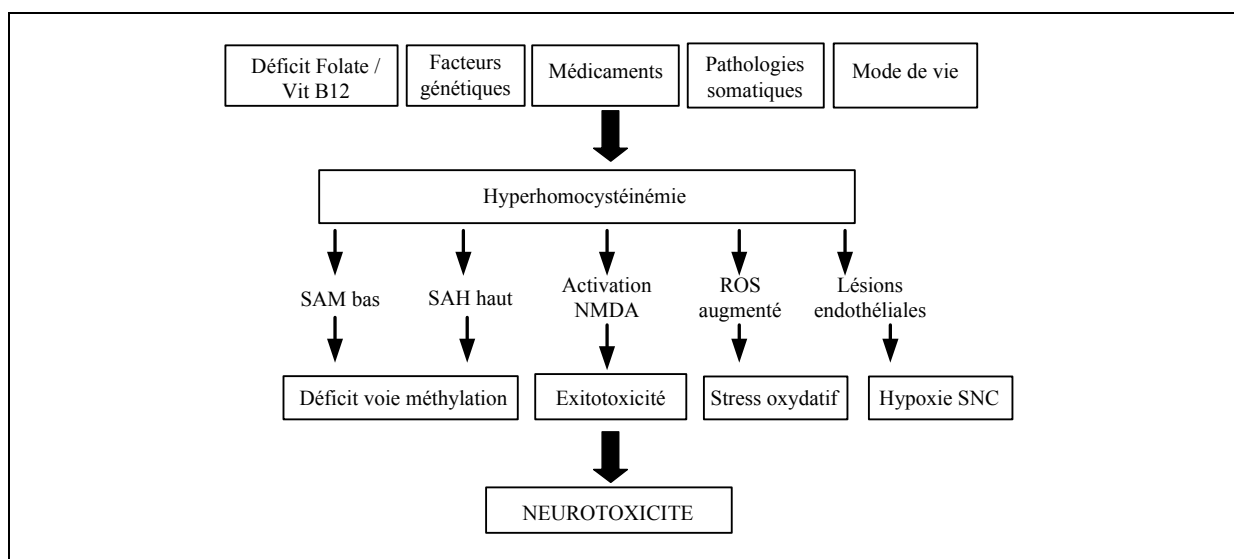 Déficit Folate /
Vit B12
Facteurs
génétiques
Médicaments
Pathologies
somatiques
Mode de vie
Hyperhomocystéinémie
SAM bas
SAH haut
Activation
NMDA
ROS
augmenté
Lésions
endothéliales
Déficit voie méthylation
Exitotoxicité
Stress oxydatif
Hypoxie SNC
NEUROTOXICITE